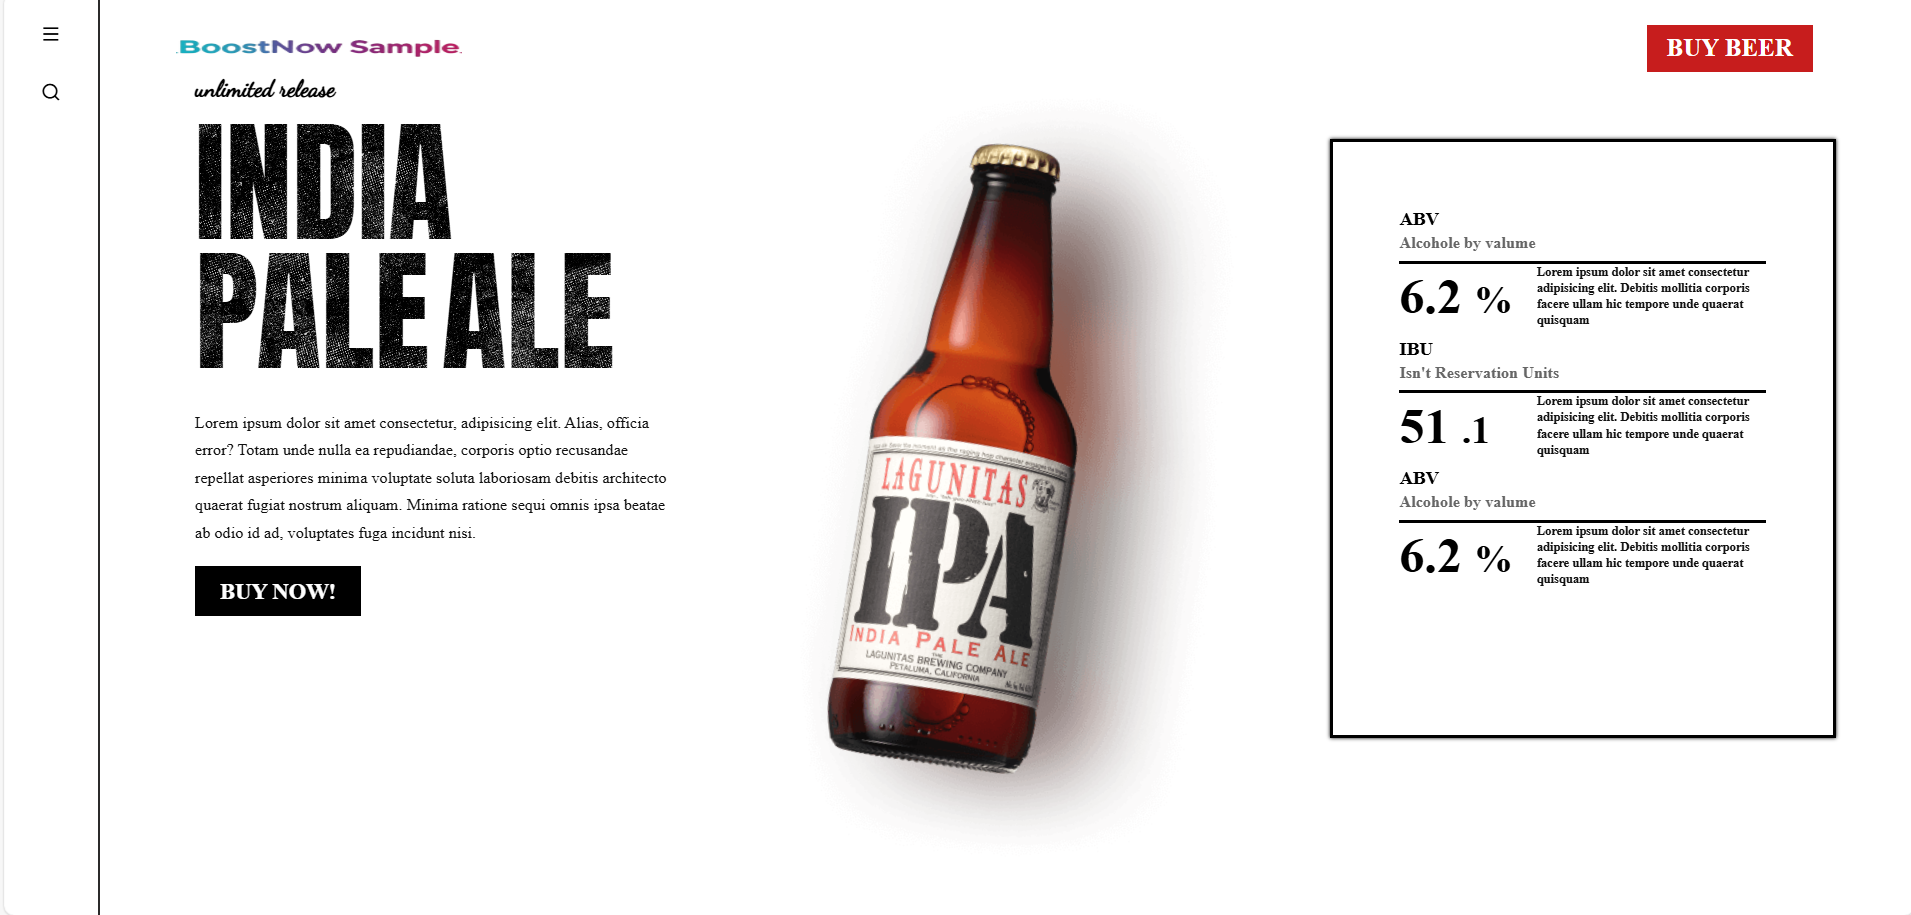 BoostNow Sample
BUY BEER
unlimited release
INDIA
PALE ALE
Lorem ipsum dolor sit amet consectetur, adipisicing elit. Alias, officia
error? Totam unde nulla ea repudiandae, corporis optio recusandae
repellat asperiores minima voluptate soluta laboriosam debitis architecto
quaerat fugiat nostrum aliquam. Minima ratione sequi omnis ipsa beatae
ab odio id ad, voluptates fuga incidunt nisi.
BUY NOW!
LAGUNITAS
IPA
INDIA PALE ALE
THE
LAGUNITAS BREWING COMPANY
PETALUMA, CALIFORNIA
ABV
Alcohole by valume
6.2 %
Lorem ipsum dolor sit amet consectetur
adipisicing elit. Debitis mollitia corporis
facere ullam hic tempore unde quaerat
quisquam
IBU
Isn't Reservation Units
51 .1
Lorem ipsum dolor sit amet consectetur
adipisicing elit. Debitis mollitia corporis
facere ullam hic tempore unde quaerat
quisquam
ABV
Alcohole by valume
6.2 %
Lorem ipsum dolor sit amet consectetur
adipisicing elit. Debitis mollitia corporis
facere ullam hic tempore unde quaerat
quisquam